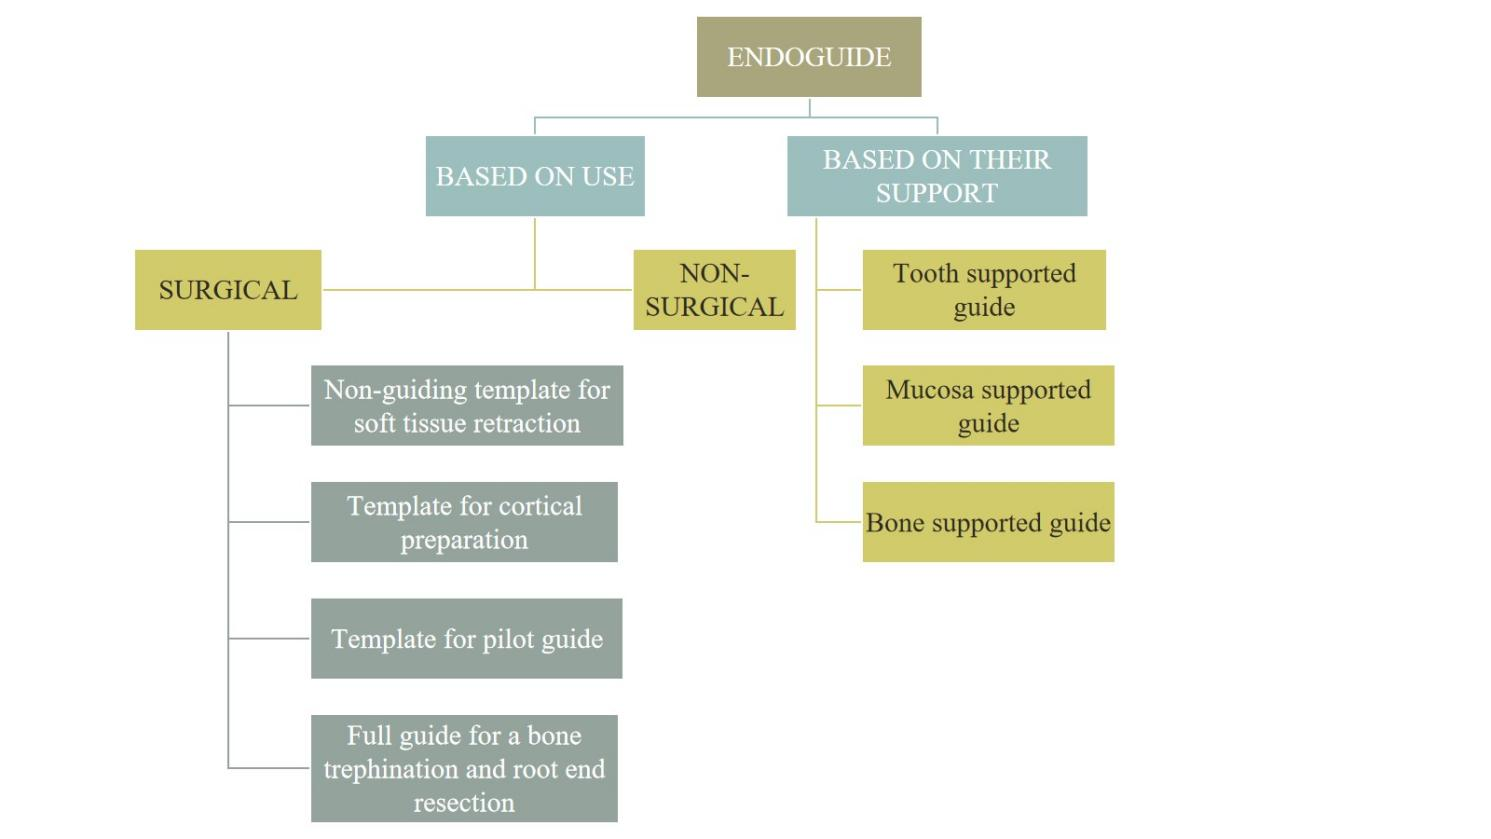 ENDOGUIDE
BASED ON USE
BASED ON THEIR
SUPPORT
SURGICAL
NON-
SURGICAL
Non-guiding template for
soft tissue retraction
Template for cortical
preparation
Template for pilot guide
Full guide for a bone
trephination and root end
resection
Tooth supported
guide
Mucosa supported
guide
Bone supported guide